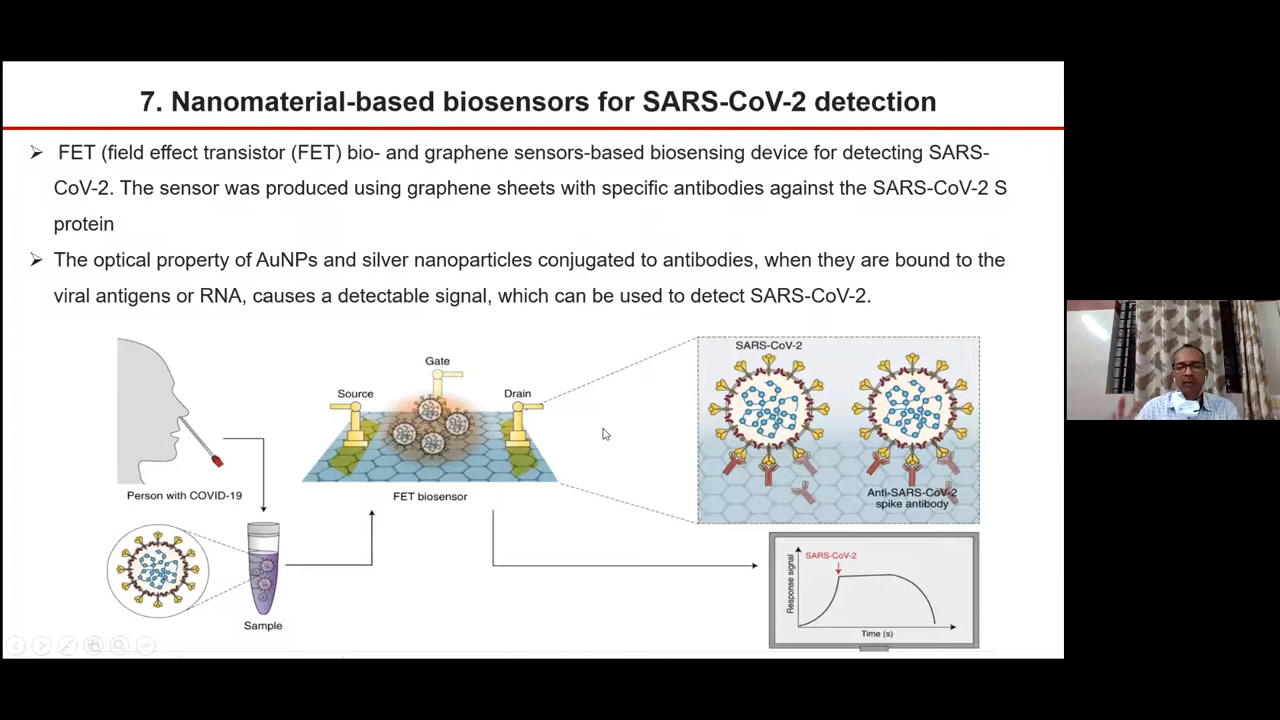 7. Nanomaterial-based biosensors for SARS-CoV-2 detection
➢ FET (field effect transistor (FET) bio- and graphene sensors-based biosensing device for detecting SARS-
CoV-2. The sensor was produced using graphene sheets with specific antibodies against the SARS-CoV-2 S
protein
➢ The optical property of AuNPs and silver nanoparticles conjugated to antibodies, when they are bound to the
viral antigens or RNA, causes a detectable signal, which can be used to detect SARS-CoV-2.
Person with COVID-19
Sample
Source
Gate
Drain
FET biosensor
SARS-CoV-2
Anti-SARS-CoV-2
spike antibody
Response signal
SARS-CoV-2
Time (s)